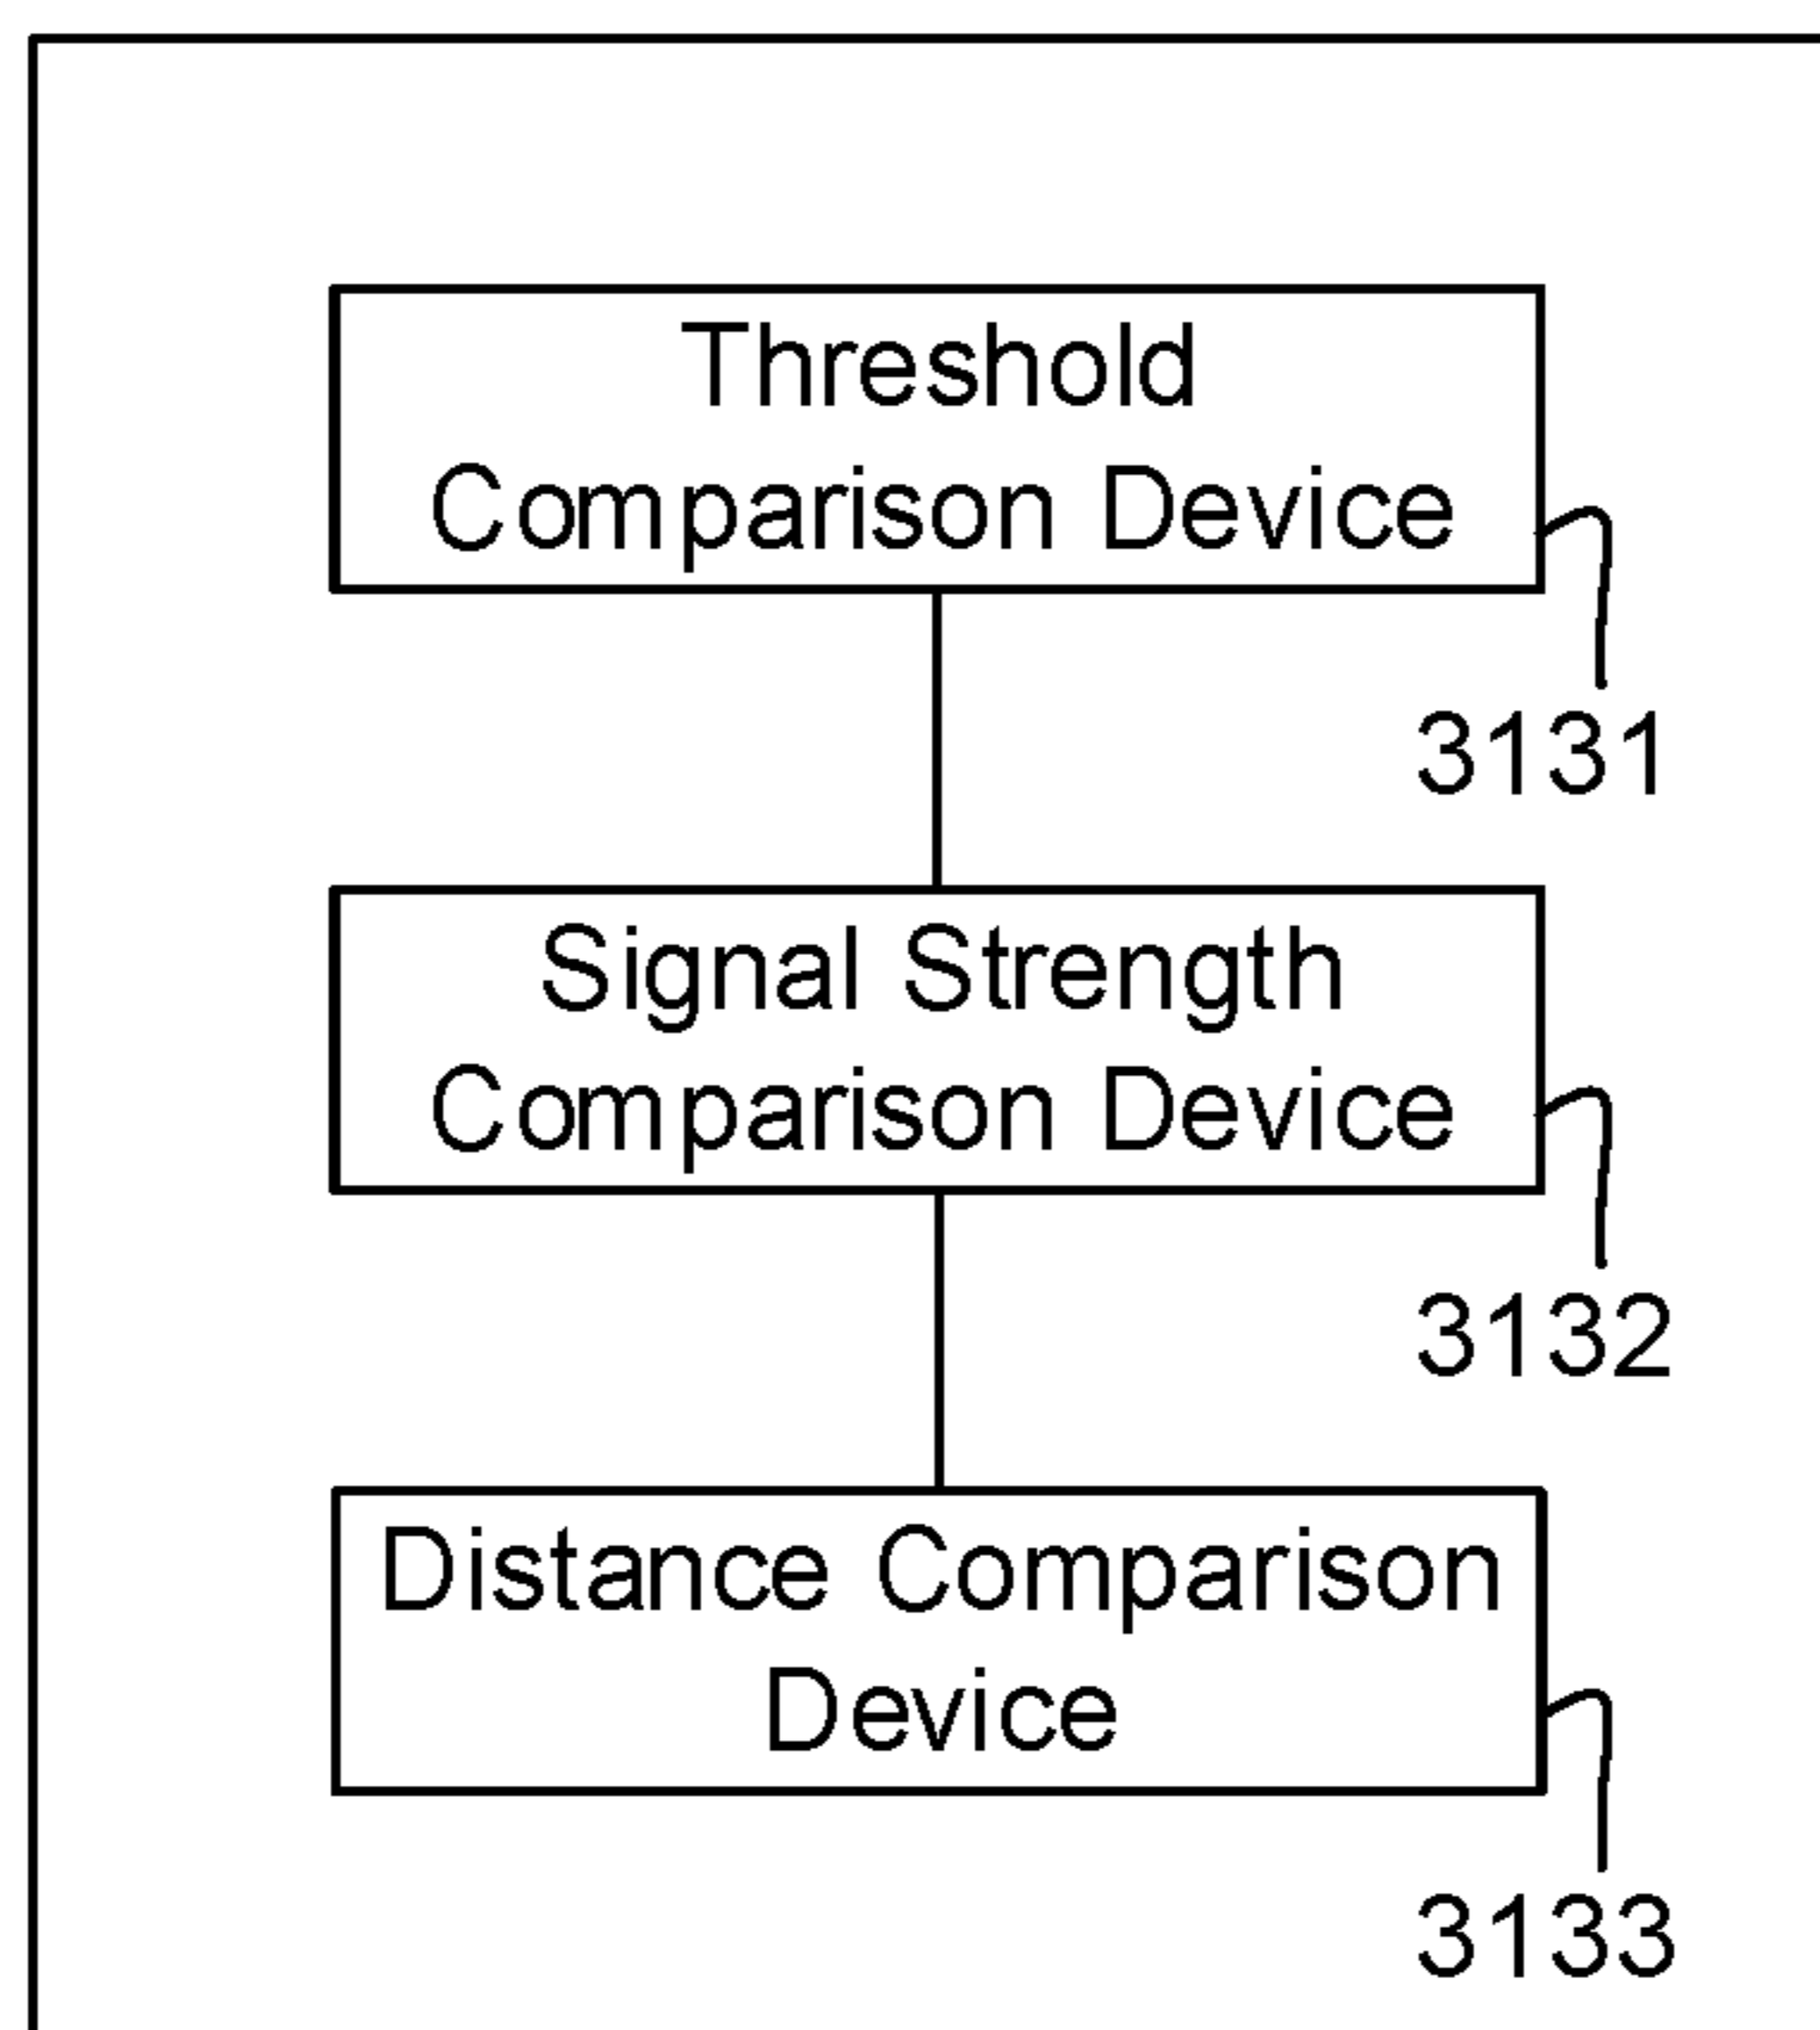 Threshold
Comparison Device
3131
Signal Strength
Comparison Device
3132
Distance Comparison
Device
3133